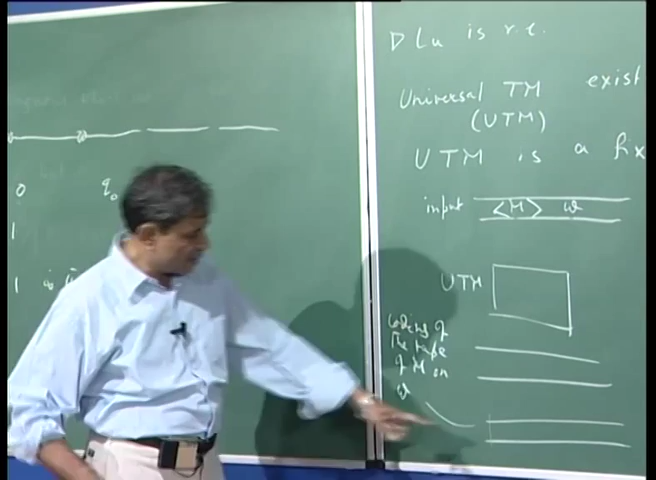 0 q₀
1
1
▷ Lu is r.e.
Universal TM exist
(UTM)
UTM is a fix
input <M> w
UTM
Coding of
the tape
of M on
w